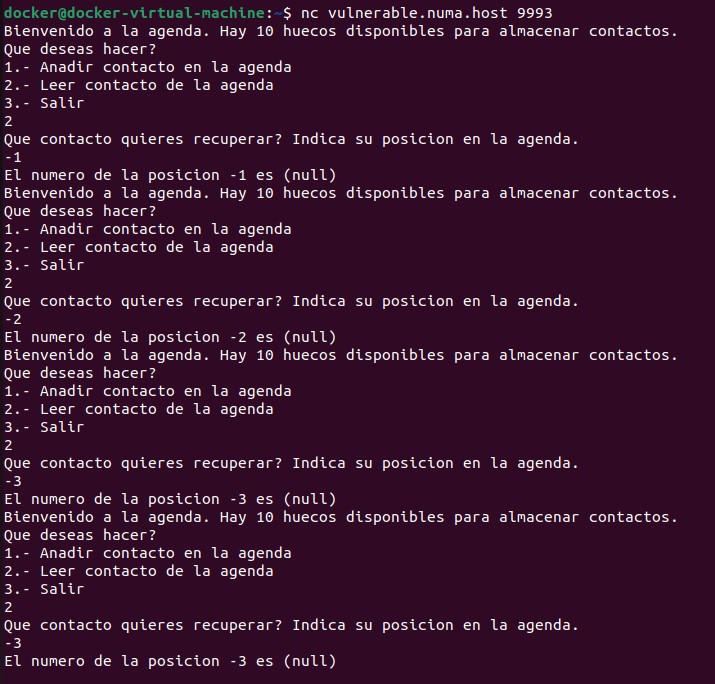 docker@docker-virtual-machine:~$ nc vulnerable.numa.host 9993
Bienvenido a la agenda. Hay 10 huecos disponibles para almacenar contactos.
Que deseas hacer?
1.- Anadir contacto en la agenda
2.- Leer contacto de la agenda
3.- Salir
2
Que contacto quieres recuperar? Indica su posicion en la agenda.
-1
El numero de la posicion -1 es (null)
Bienvenido a la agenda. Hay 10 huecos disponibles para almacenar contactos.
Que deseas hacer?
1.- Anadir contacto en la agenda
2.- Leer contacto de la agenda
3.- Salir
2
Que contacto quieres recuperar? Indica su posicion en la agenda.
-2
El numero de la posicion -2 es (null)
Bienvenido a la agenda. Hay 10 huecos disponibles para almacenar contactos.
Que deseas hacer?
1.- Anadir contacto en la agenda
2.- Leer contacto de la agenda
3.- Salir
2
Que contacto quieres recuperar? Indica su posicion en la agenda.
-3
El numero de la posicion -3 es (null)
Bienvenido a la agenda. Hay 10 huecos disponibles para almacenar contactos.
Que deseas hacer?
1.- Anadir contacto en la agenda
2.- Leer contacto de la agenda
3.- Salir
2
Que contacto quieres recuperar? Indica su posicion en la agenda.
-3
El numero de la posicion -3 es (null)